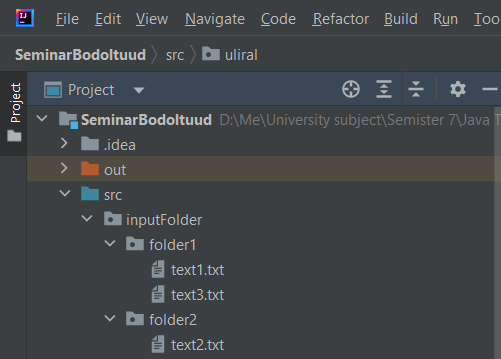 IJ File Edit View Navigate Code Refactor Build Run Too
SeminarBodoltuud src uliral
Project
Project
SeminarBodoltuud D:\Me\University subject\Semister 7\Java T
.idea
out
src
inputFolder
folder1
text1.txt
text3.txt
folder2
text2.txt